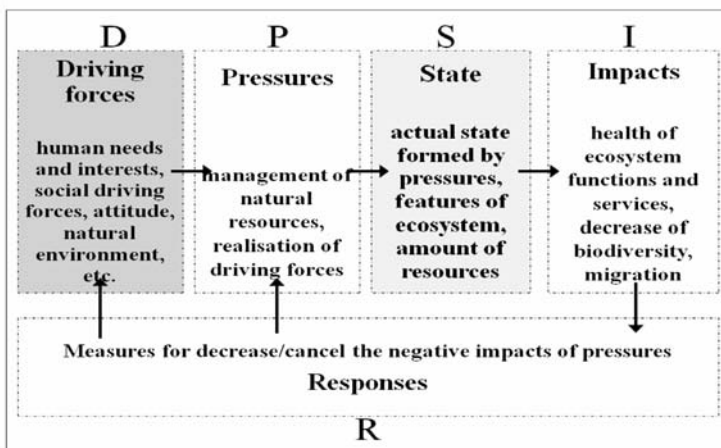 D
Driving
forces
human needs
and interests,
social driving
forces, attitude,
natural
environment,
etc.
P
Pressures
management of
natural
resources,
realisation of
driving forces
S
State
actual state
formed by
pressures,
features of
ecosystem,
amount of
resources
I
Impacts
health of
ecosystem
functions and
services,
decrease of
biodiversity,
migration
Measures for decrease/cancel the negative impacts of pressures
Responses
R